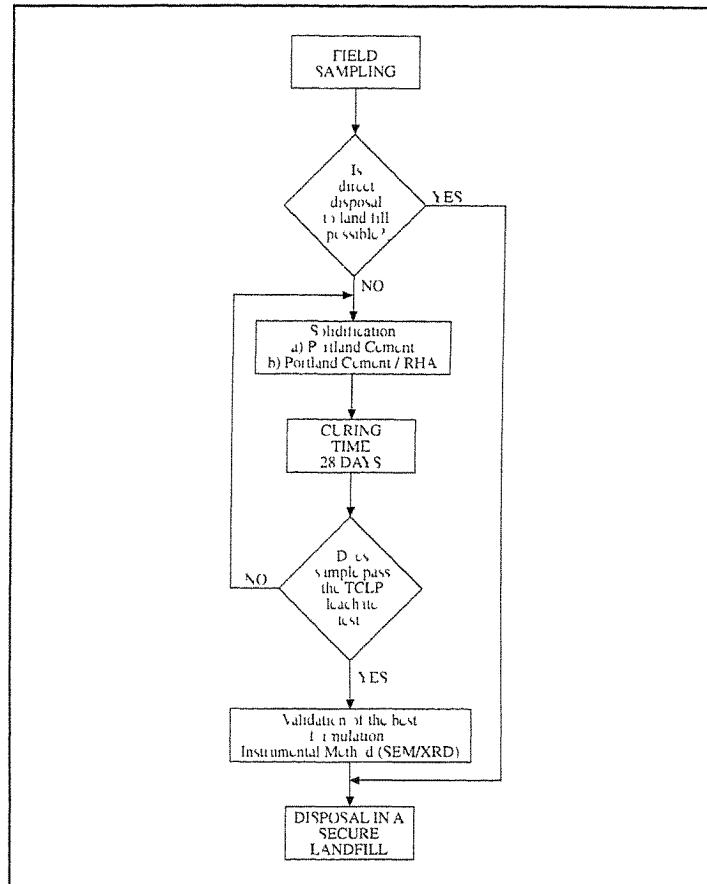 FIELD
SAMPLING
Is
direct
disposal
to land fill
possible?
YES
NO
Solidification
a) Portland Cement
b) Portland Cement / RHA
CURING
TIME
28 DAYS
Does
sample pass
the TCLP
leachate
test
NO
YES
Validation of the best
formulation
Instrumental Method (SEM/XRD)
DISPOSAL IN A
SECURE
LANDFILL